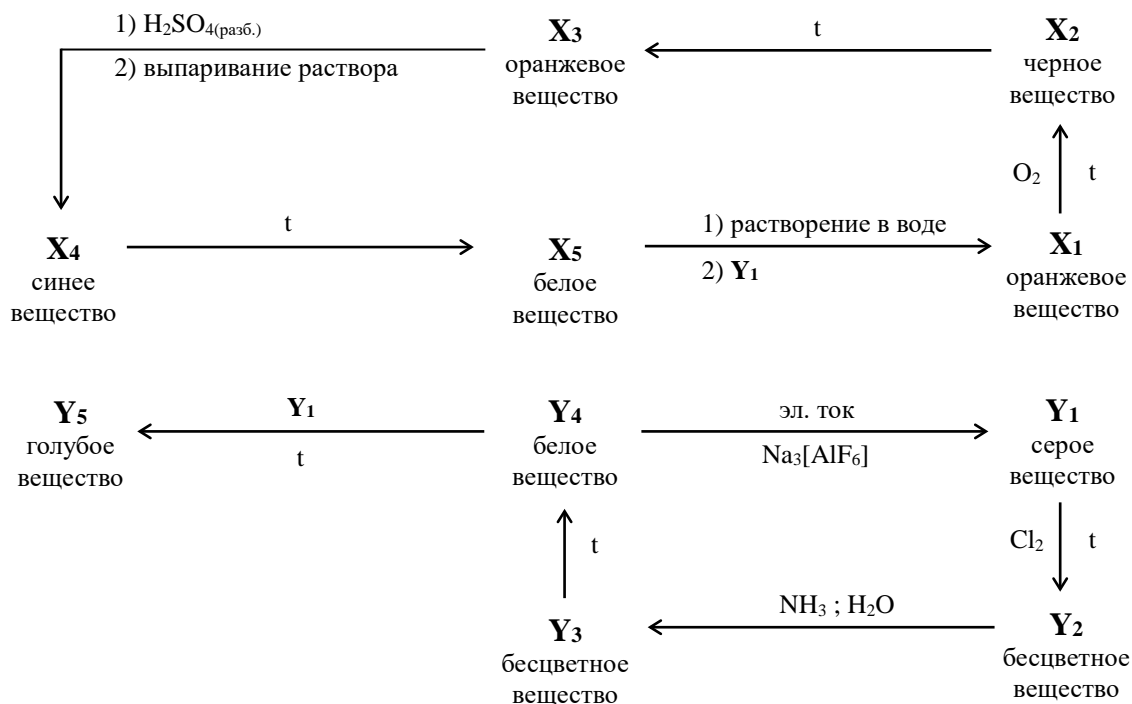 1) H₂SO₄(разб.)
2) выпаривание раствора
X₃
оранжевое
вещество
t
X₂
черное
вещество
O₂ t
X₄
синее
вещество
t
X₅
белое
вещество
1) растворение в воде
2) Y₁
X₁
оранжевое
вещество
Y₅
голубое
вещество
Y₁
t
Y₄
белое
вещество
эл. ток
Na₃[AlF₆]
Y₁
серое
вещество
Cl₂ t
t
Y₃
бесцветное
вещество
NH₃ ; H₂O
Y₂
бесцветное
вещество